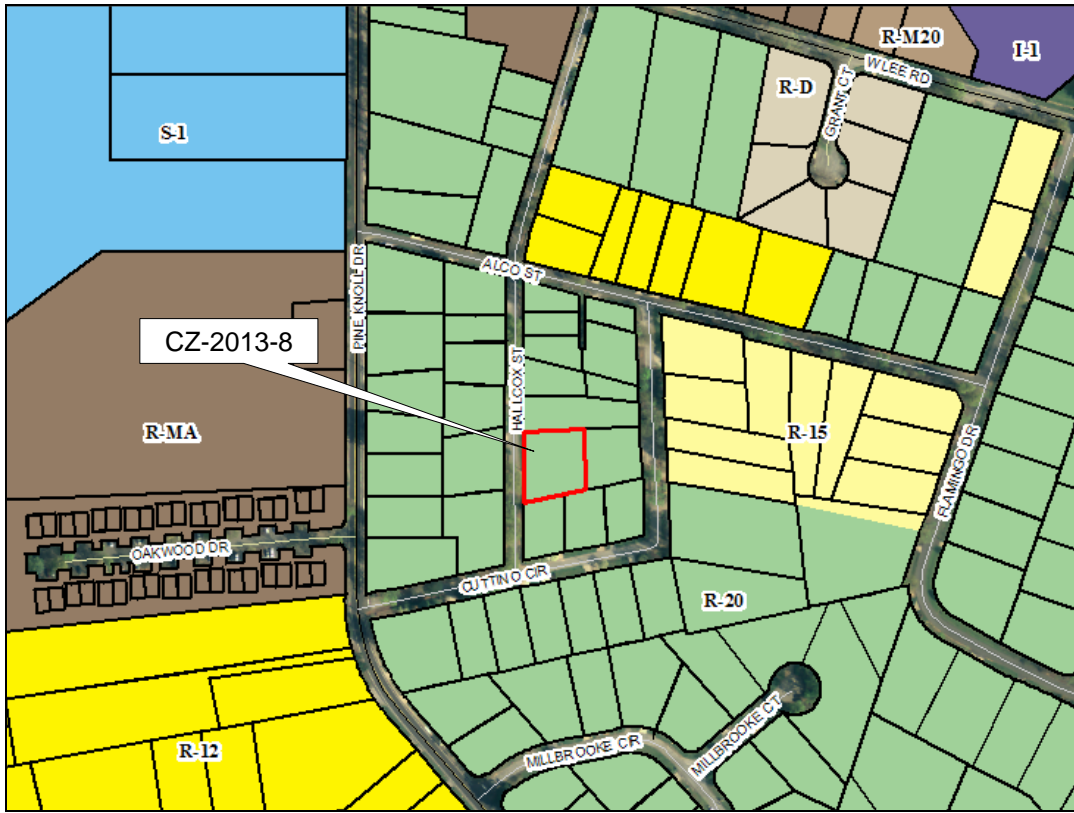 R-M20
I-1
W LEE RD
R-D
GRANT CT
S-1
ALCO ST
PINE KNOLL DR
CZ-2013-8
HALLCOX ST
R-MA
R-15
FLAMINGO DR
OAKWOOD DR
CUTTINO CIR
R-20
R-12
MILLBROOKE CIR
MILLBROOKE CT